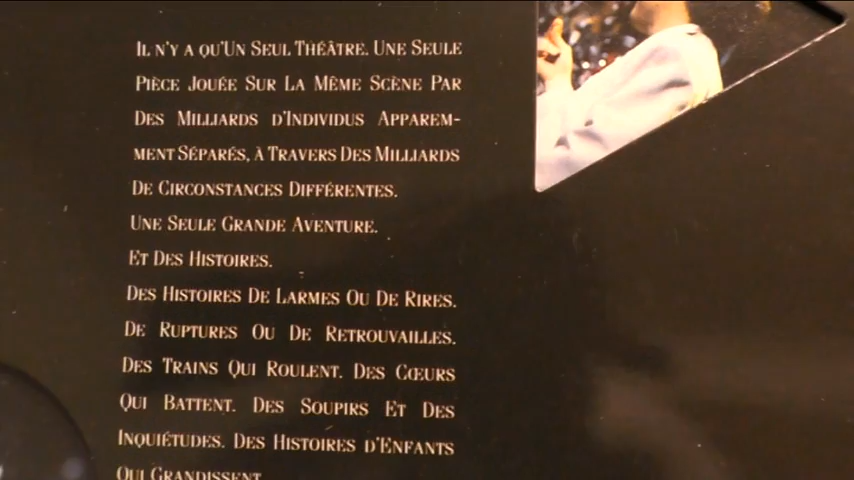 Il n'y a qu'Un Seul Théâtre. Une Seule
Pièce Jouée Sur La Même Scène Par
Des Milliards d'Individus Apparem-
ment Séparés, à Travers Des Milliards
de Circonstances Différentes.
Une Seule Grande Aventure.
Et Des Histoires.
Des Histoires De Larmes Ou De Rires.
De Ruptures Ou De Retrouvailles.
Des Trains Qui Roulent. Des Cœurs
Qui Battent. Des Soupirs Et Des
Inquiétudes. Des Histoires d'Enfants
Qui Grandissent